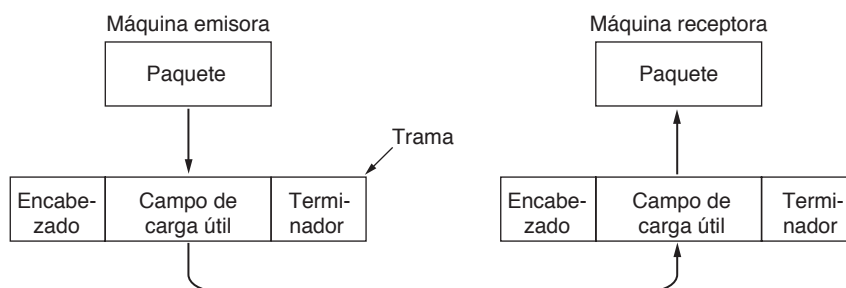 Máquina emisora
Paquete
Trama
Encabe-
zado
Campo de
carga útil
Termi-
nador
Máquina receptora
Paquete
Encabe-
zado
Campo de
carga útil
Termi-
nador